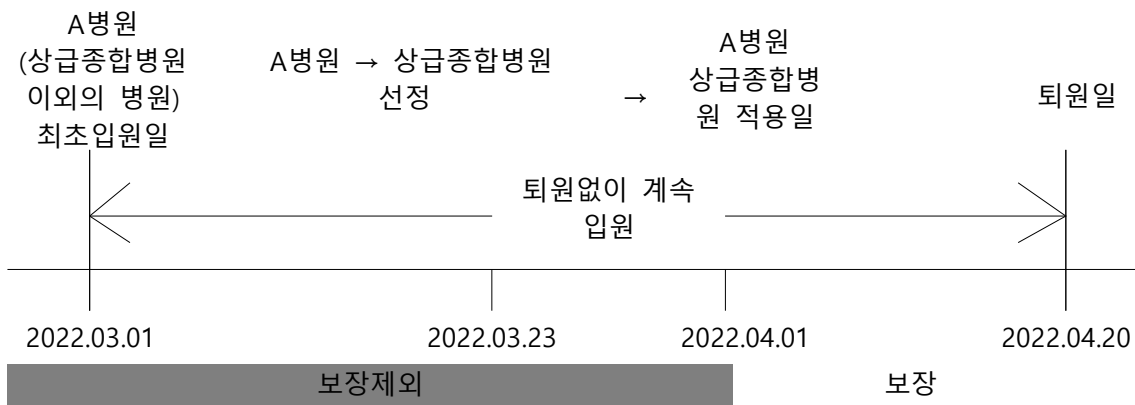 A병원
(상급종합병원
이외의 병원)
최초입원일
A병원 → 상급종합병원
선정
→
A병원
상급종합병
원 적용일
퇴원일
퇴원없이 계속
입원
2022.03.01
2022.03.23
2022.04.01
2022.04.20
보장제외
보장